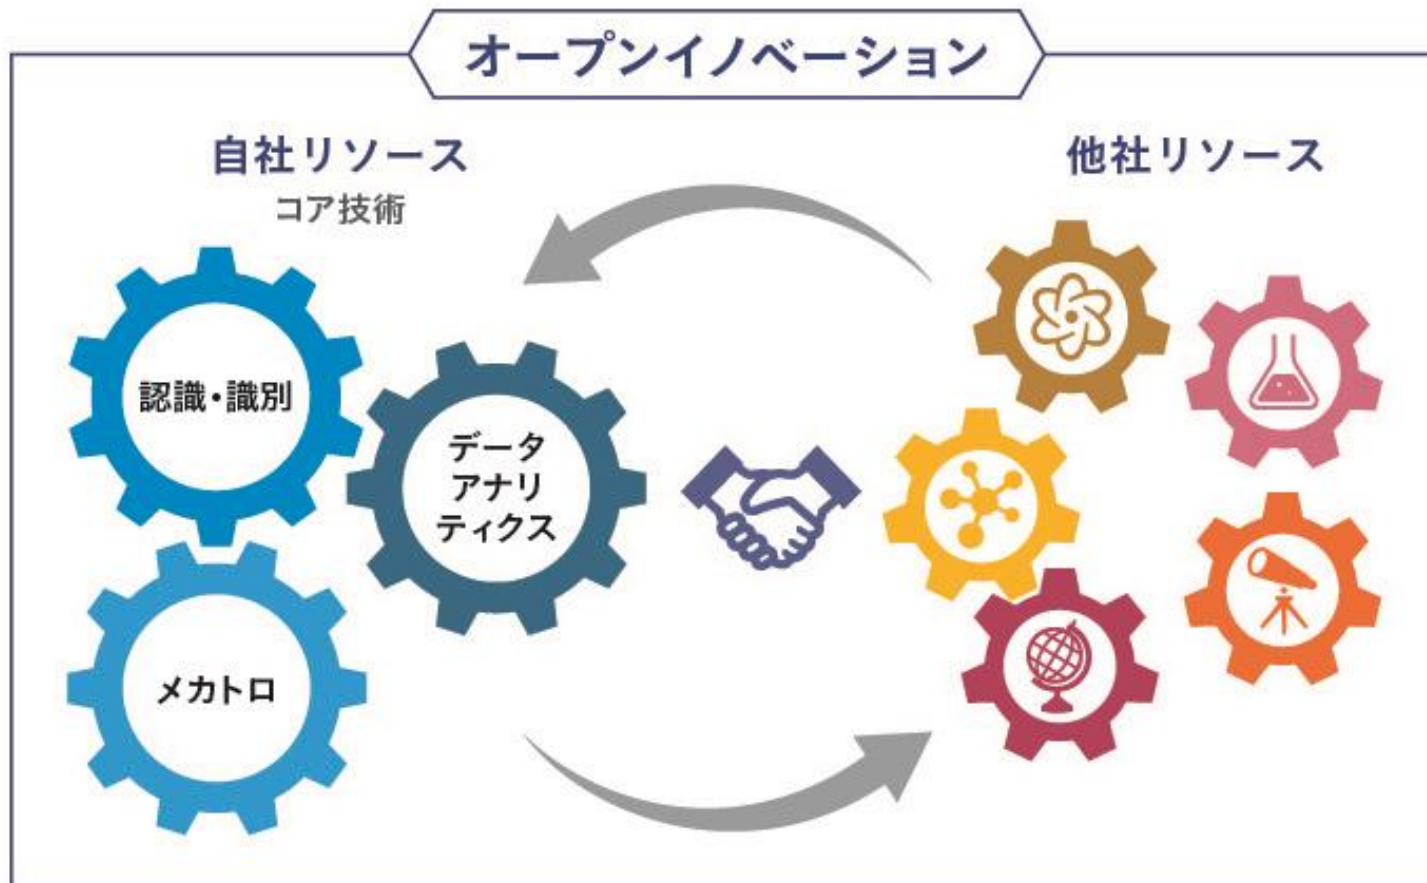 オープンイノベーション
自社リソース
コア技術
他社リソース
認識・識別
データ
アナリ
ティクス
メカトロ